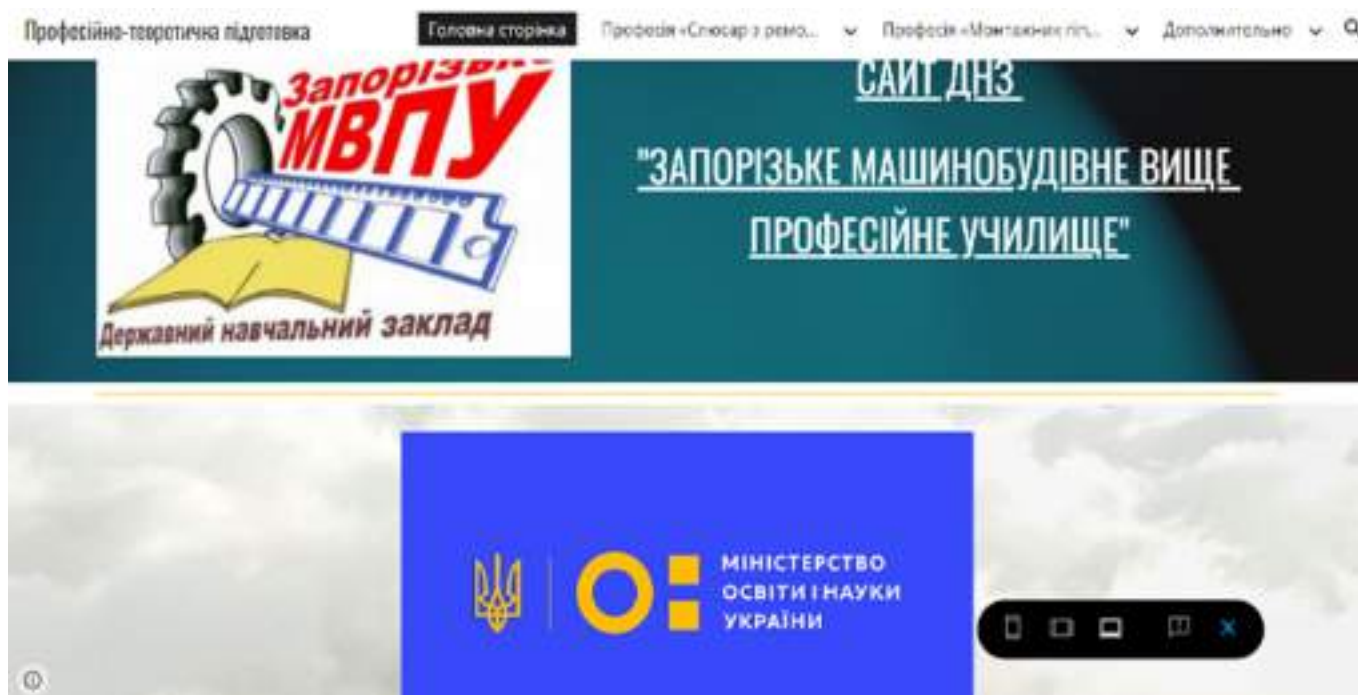 Професійно-теоретична підготовка
Головна сторінка
Професія «Слюсар з ремо...
Професія «Монтажник гіп...
Дополнительно
Запорізьке
МВПУ
Державний навчальний заклад
САЙТ ДНЗ
"ЗАПОРІЗЬКЕ МАШИНОБУДІВНЕ ВИЩЕ
ПРОФЕСІЙНЕ УЧИЛИЩЕ"
МІНІСТЕРСТВО
ОСВІТИ І НАУКИ
УКРАЇНИ